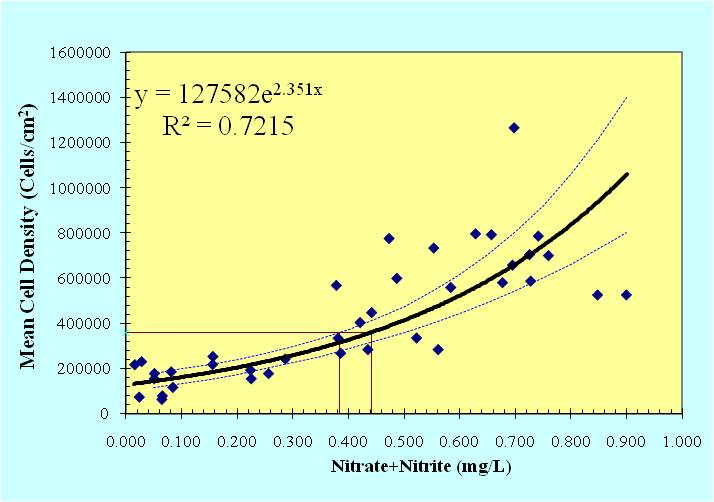 1600000
1400000
1200000
1000000
800000
600000
400000
200000
0
Mean Cell Density (Cells/cm²)
y = 127582e^2.351x
R² = 0.7215
0.000 0.100 0.200 0.300 0.400 0.500 0.600 0.700 0.800 0.900 1.000
Nitrate+Nitrite (mg/L)